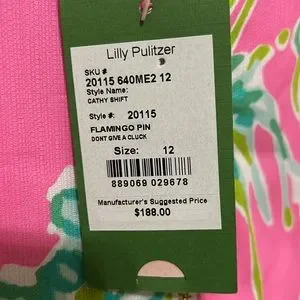 Lilly Pulitzer
SKU #
20115 640ME2 12
Style Name:
CATHY SHIFT
Style #: 20115
FLAMINGO PIN
DONT GIVE A CLUCK
Size: 12
889069 029678
Manufacturer's Suggested Price
$188.00